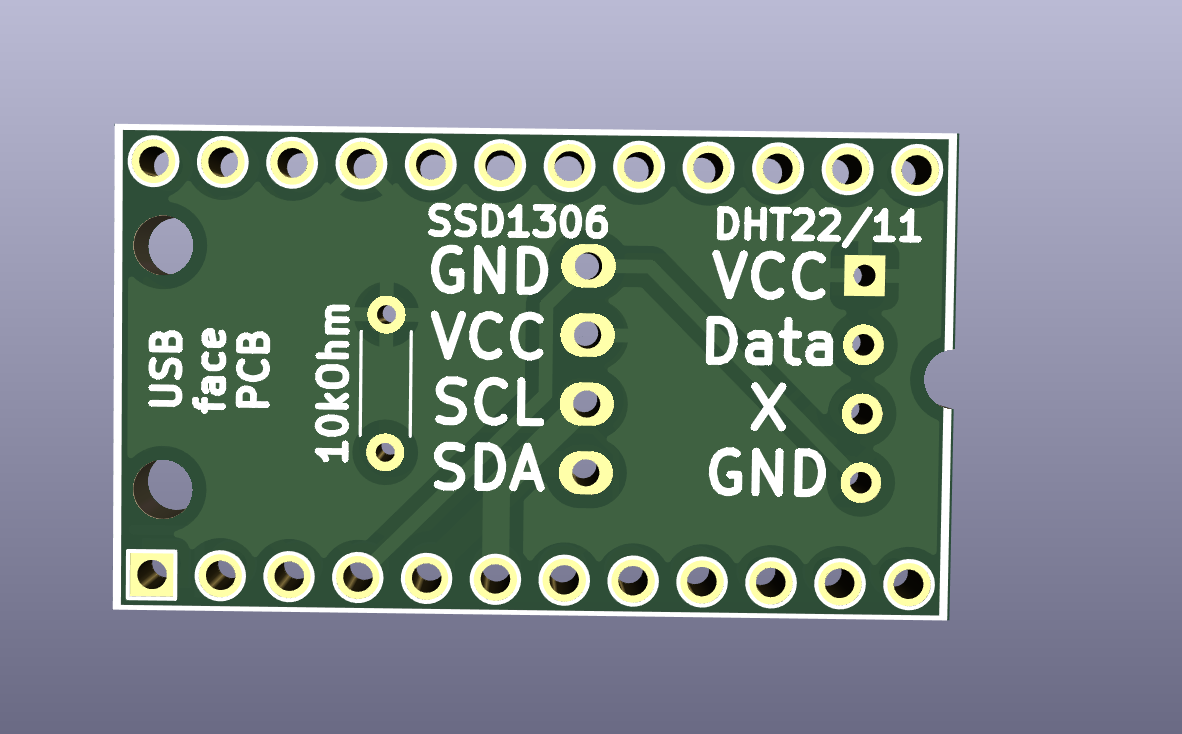 SSD1306
GND
VCC
SCL
SDA
DHT22/11
VCC
Data
X
GND
10kOhm
USB
face
PCB